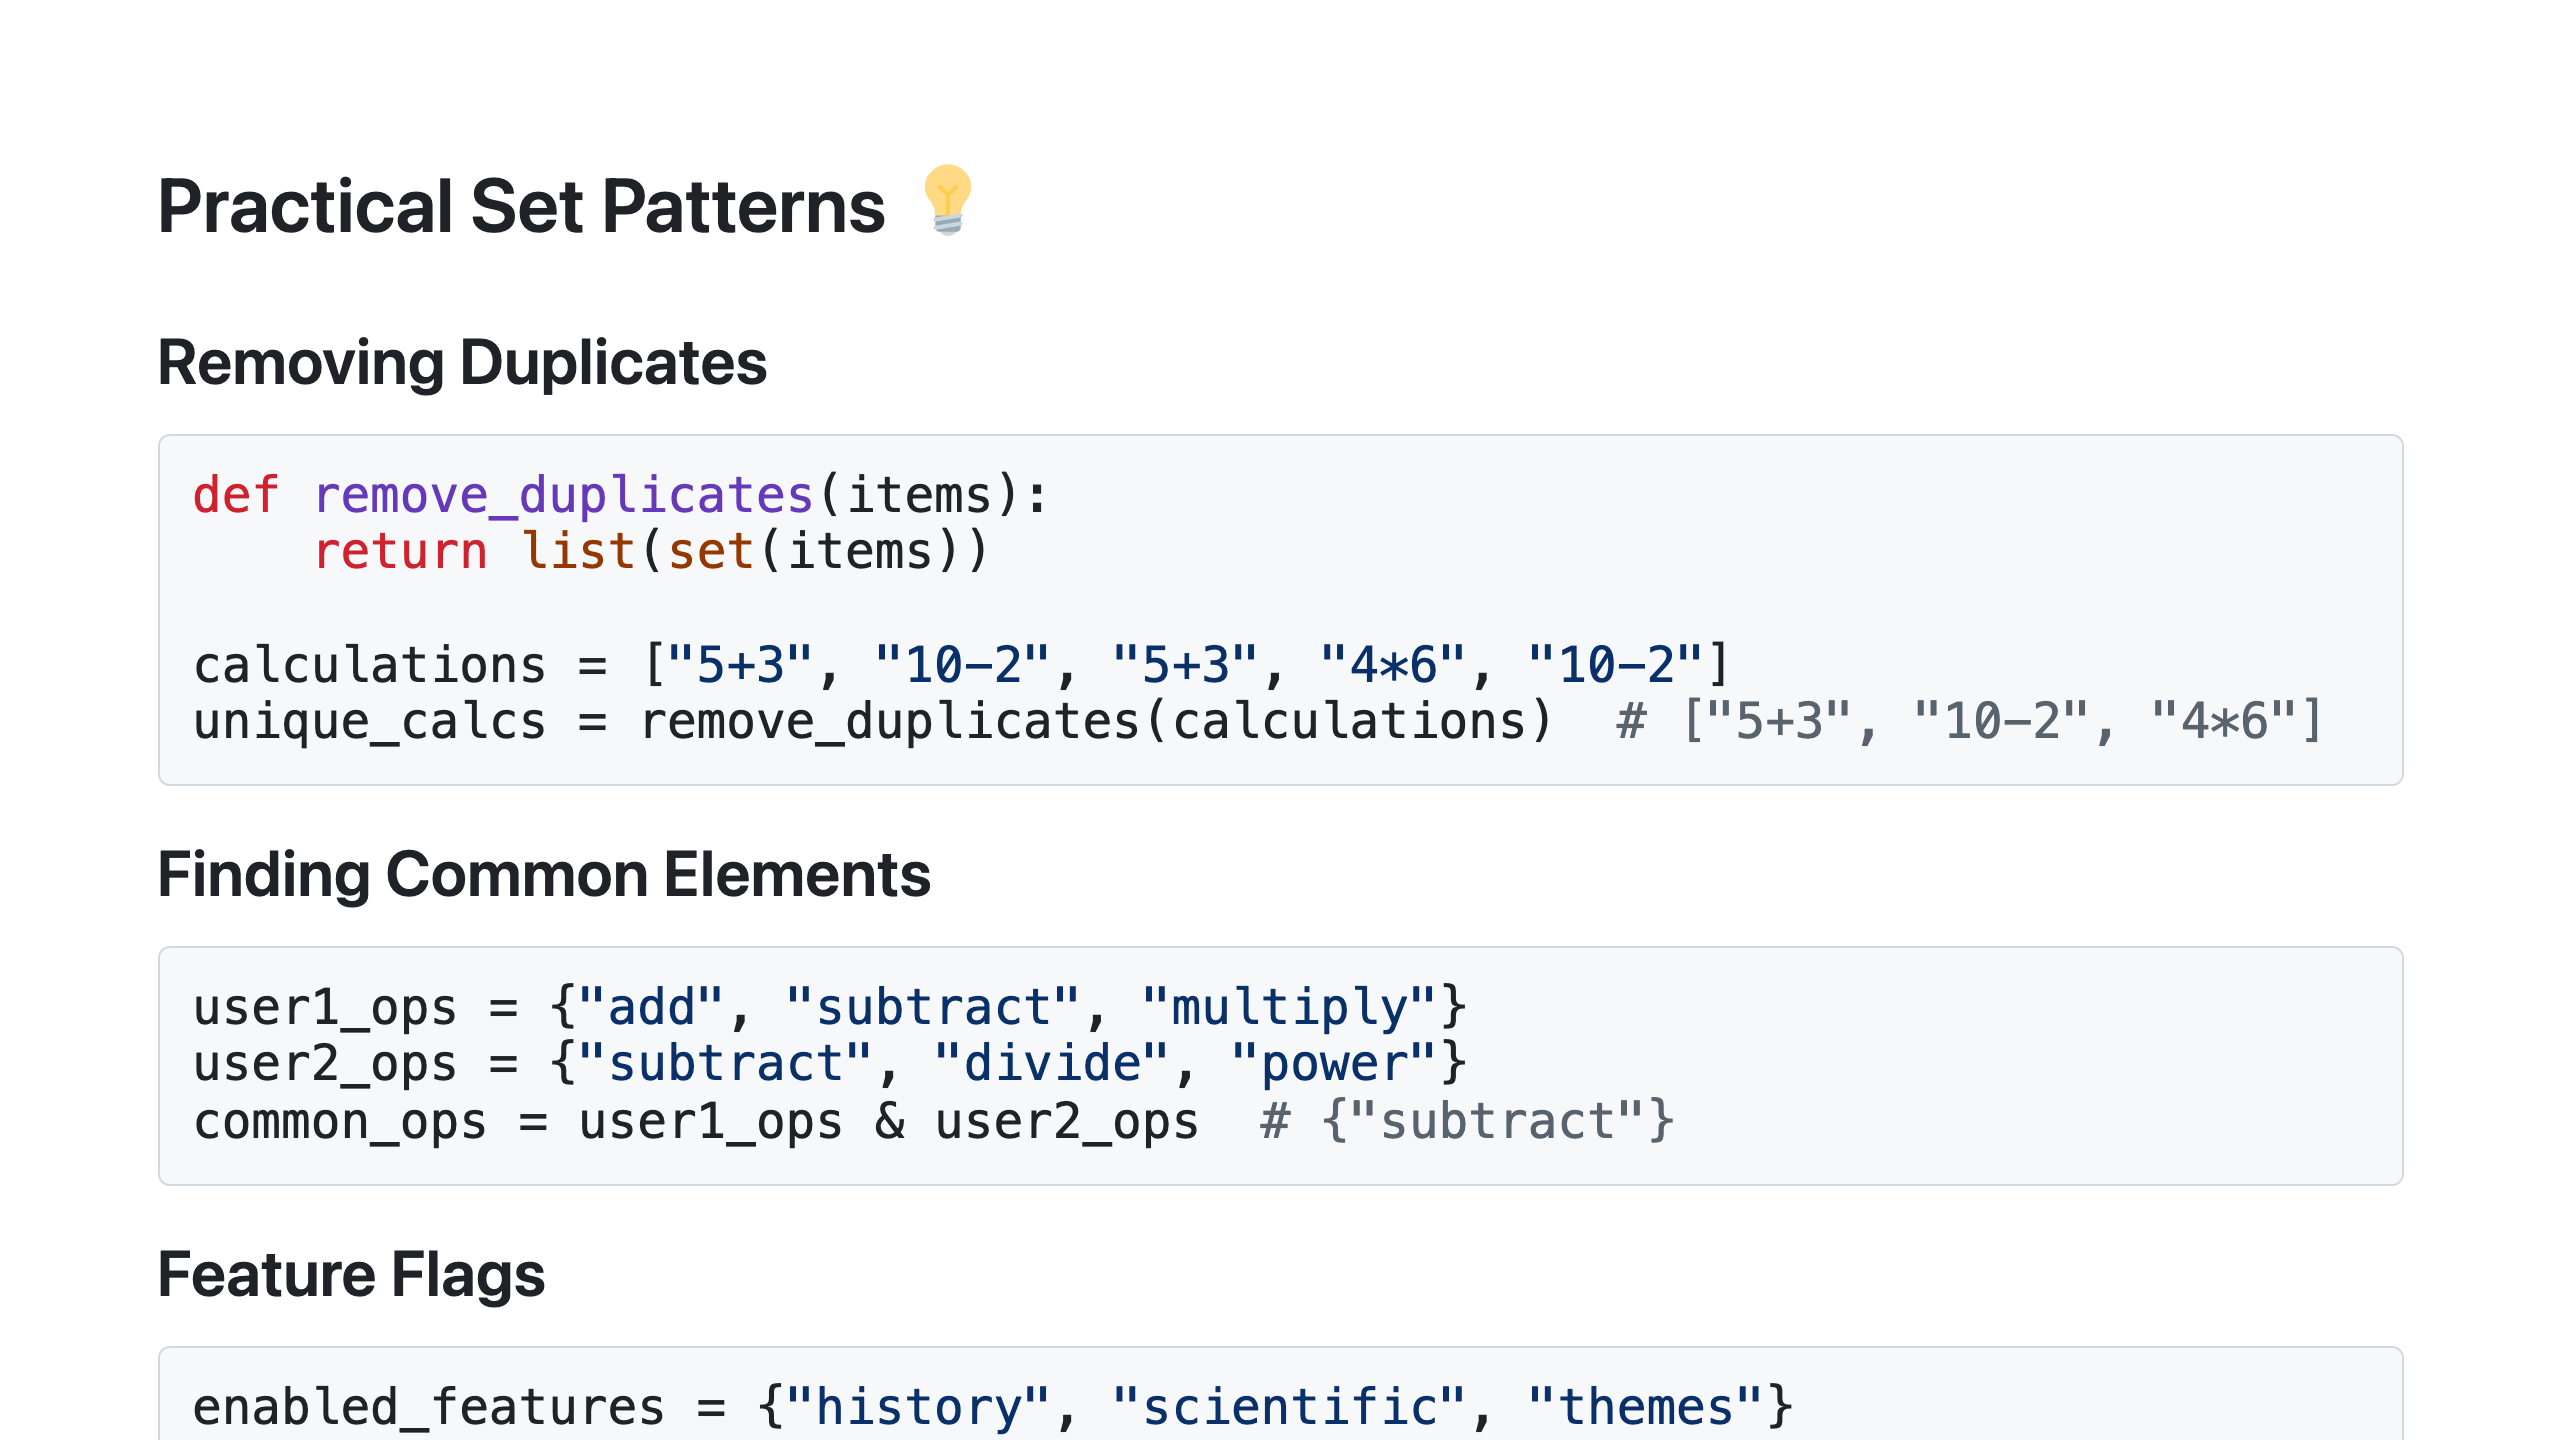 Practical Set Patterns 💡
Removing Duplicates
def remove_duplicates(items):
    return list(set(items))
calculations = ["5+3", "10-2", "5+3", "4*6", "10-2"]
unique_calcs = remove_duplicates(calculations)  # ["5+3", "10-2", "4*6"]
Finding Common Elements
user1_ops = {"add", "subtract", "multiply"}
user2_ops = {"subtract", "divide", "power"}
common_ops = user1_ops & user2_ops  # {"subtract"}
Feature Flags
enabled_features = {"history", "scientific", "themes"}